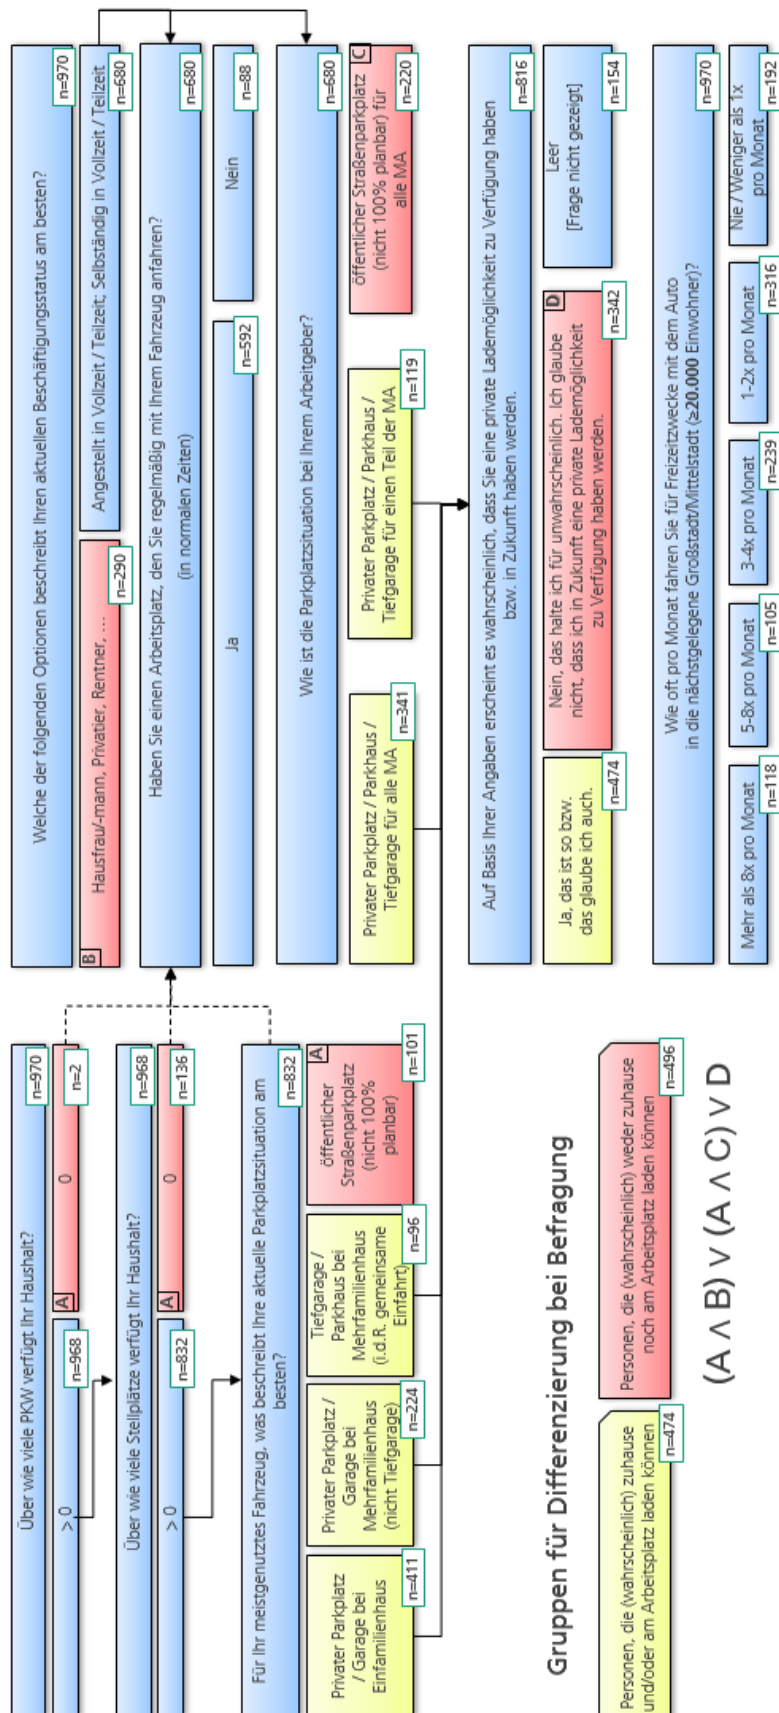 Über wie viele PKW verfügt Ihr Haushalt?
n=970
> 0
n=968
A
0
n=2
Über wie viele Stellplätze verfügt Ihr Haushalt?
n=968
> 0
n=832
A
0
n=136
Für Ihr meistgenutztes Fahrzeug, was beschreibt Ihre aktuelle Parkplatzsituation am
besten?
n=832
Privater Parkplatz
/ Garage bei
Einfamilienhaus
n=411
Privater Parkplatz /
Garage bei
Mehrfamilienhaus
(nicht Tiefgarage)
n=224
Tiefgarage /
Parkhaus bei
Mehrfamilienhaus
(i.d.R. gemeinsame
Einfahrt)
n=96
A
öffentlicher
Straßenparkplatz
(nicht 100%
planbar)
n=101
Welche der folgenden Optionen beschreibt Ihren aktuellen Beschäftigungsstatus am besten?
n=970
B
Hausfrau/-mann, Privatier, Rentner, ...
n=290
Angestellt in Vollzeit / Teilzeit; Selbständig in Vollzeit / Teilzeit
n=680
Haben Sie einen Arbeitsplatz, den Sie regelmäßig mit Ihrem Fahrzeug anfahren?
(in normalen Zeiten)
n=680
Ja
n=592
Nein
n=88
Wie ist die Parkplatzsituation bei Ihrem Arbeitgeber?
n=680
Privater Parkplatz / Parkhaus /
Tiefgarage für alle MA
n=341
Privater Parkplatz / Parkhaus /
Tiefgarage für einen Teil der MA
n=119
C
öffentlicher Straßenparkplatz
(nicht 100% planbar) für
alle MA
n=220
Auf Basis Ihrer Angaben erscheint es wahrscheinlich, dass Sie eine private Lademöglichkeit zu Verfügung haben
bzw. in Zukunft haben werden.
n=816
Ja, das ist so bzw.
das glaube ich auch.
n=474
D
Nein, das halte ich für unwahrscheinlich. Ich glaube
nicht, dass ich in Zukunft eine private Lademöglichkeit
zu Verfügung haben werden.
n=342
Leer
[Frage nicht gezeigt]
n=154
Wie oft pro Monat fahren Sie für Freizeitzwecke mit dem Auto
in die nächstgelegene Großstadt/Mittelstadt (≥20.000 Einwohner)?
n=970
Mehr als 8x pro Monat
n=118
5-8x pro Monat
n=105
3-4x pro Monat
n=239
1-2x pro Monat
n=316
Nie / Weniger als 1x
pro Monat
n=192
Gruppen für Differenzierung bei Befragung
Personen, die (wahrscheinlich) zuhause
und/oder am Arbeitsplatz laden können
n=474
Personen, die (wahrscheinlich) weder zuhause
noch am Arbeitsplatz laden können
n=496
(A ∧ B) ∨ (A ∧ C) ∨ D